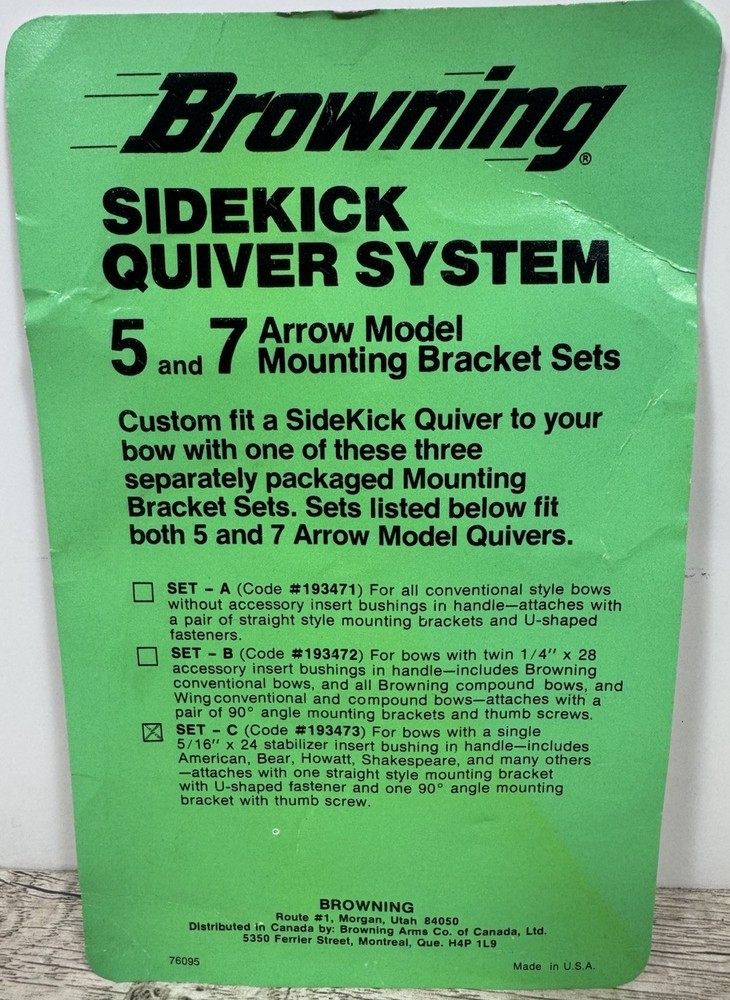 Browning®
SIDEKICK
QUIVER SYSTEM
5 and 7 Arrow Model
Mounting Bracket Sets
Custom fit a SideKick Quiver to your
bow with one of these three
separately packaged Mounting
Bracket Sets. Sets listed below fit
both 5 and 7 Arrow Model Quivers.
SET – A (Code #193471) For all conventional style bows
without accessory insert bushings in handle—attaches with
a pair of straight style mounting brackets and U-shaped
fasteners.
SET – B (Code #193472) For bows with twin 1/4" x 28
accessory insert bushings in handle—includes Browning
conventional bows, and all Browning compound bows, and
Wing conventional and compound bows—attaches with a
pair of 90° angle mounting brackets and thumb screws.
SET – C (Code #193473) For bows with a single
5/16" x 24 stabilizer insert bushing in handle—includes
American, Bear, Howatt, Shakespeare, and many others
—attaches with one straight style mounting bracket
with U-shaped fastener and one 90° angle mounting
bracket with thumb screw.
BROWNING
Route #1, Morgan, Utah 84050
Distributed in Canada by: Browning Arms Co. of Canada, Ltd.
5350 Ferrier Street, Montreal, Que. H4P 1L9
76095
Made in U.S.A.